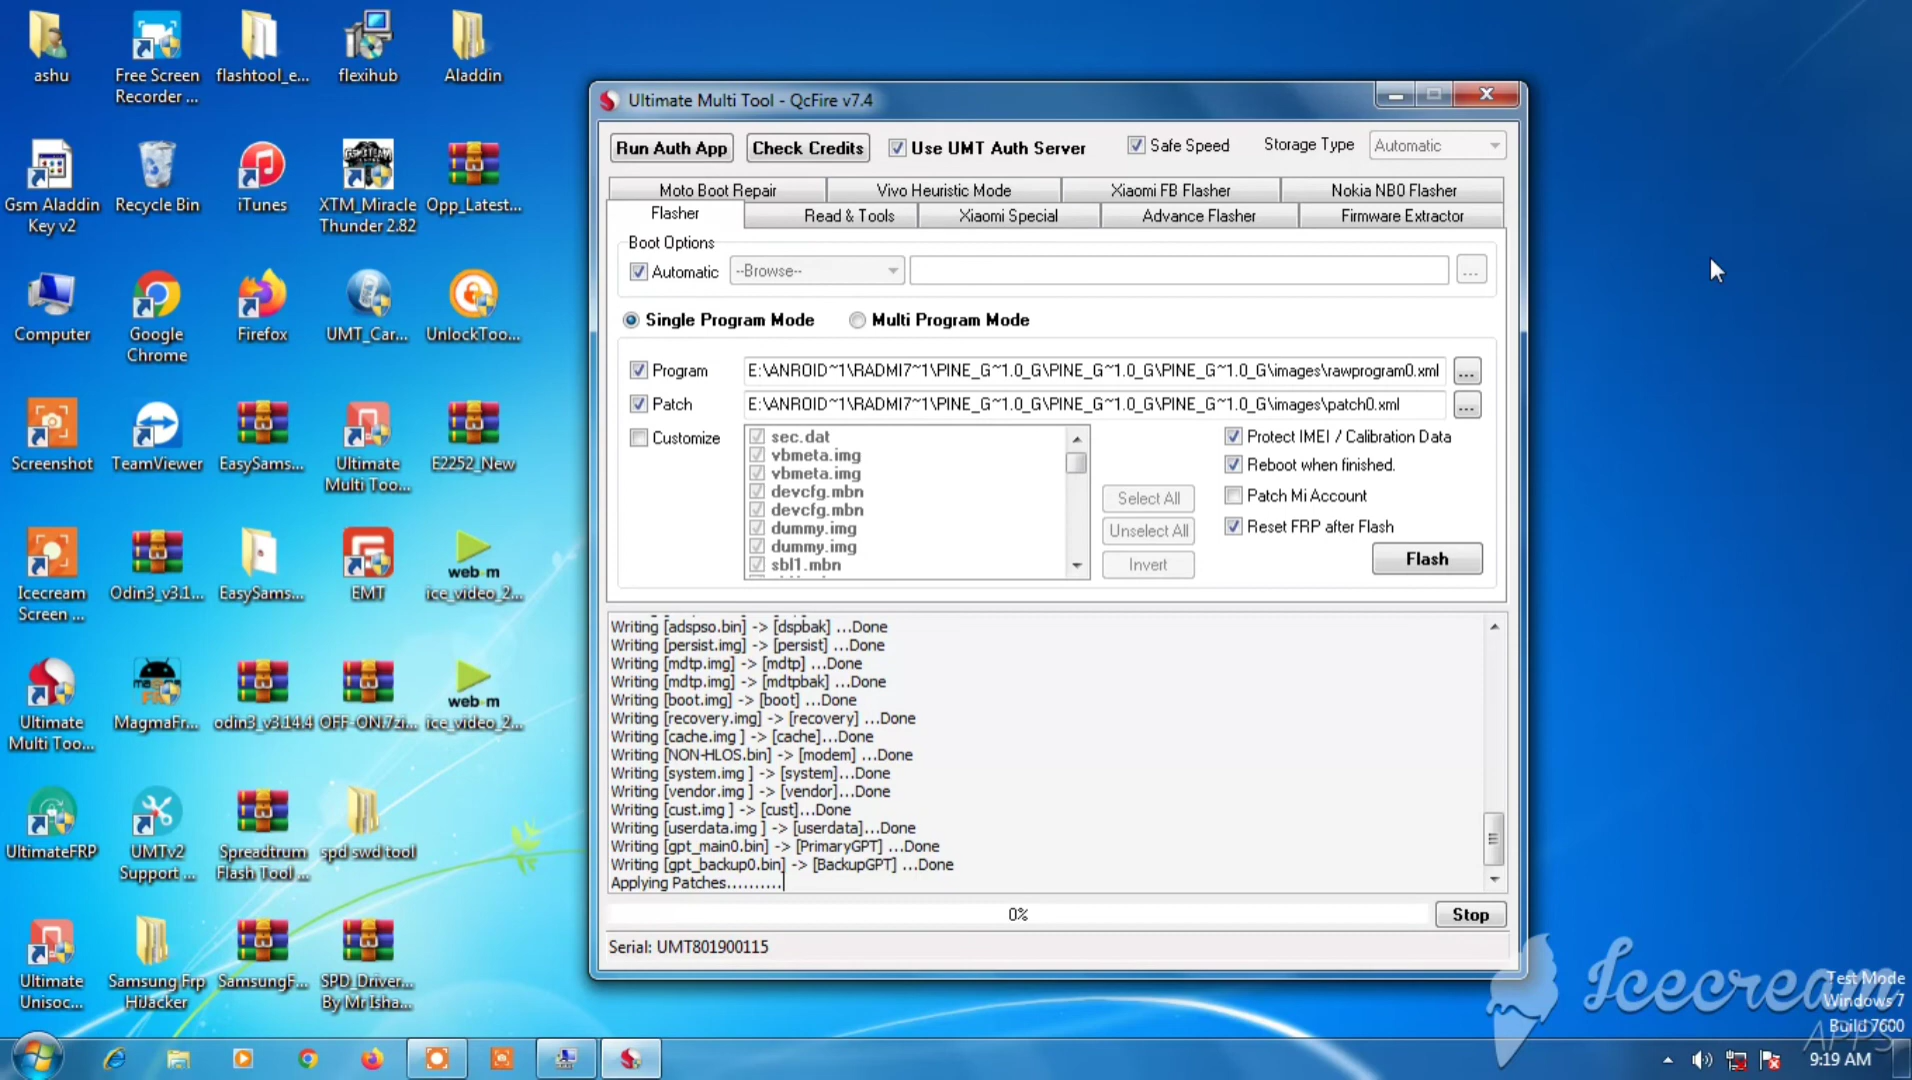 ashu
Free Screen
Recorder ...
flashtool_e...
flexihub
Aladdin
Gsm Aladdin
Key v2
Recycle Bin
iTunes
XTM_Miracle
Thunder 2.82
Opp_Latest...
Computer
Google
Chrome
Firefox
UMT_Car...
UnlockToo...
Screenshot
TeamViewer
EasySams...
Ultimate
Multi Too...
E2252_New
Icecream
Screen ...
Odin3_v3.1...
EasySams...
EMT
web-m
ice_video_2...
Ultimate
Multi Too...
MagmaFr...
odin3_v3.14.4
OFF-ON.7zi...
web-m
ice_video_2...
UltimateFRP
UMTv2
Support ...
Spreadtrum
Flash Tool ...
spd swd tool
Ultimate
Unisoc...
Samsung Frp
HiJacker
SamsungF...
SPD_Driver...
By Mr Isha...
Ultimate Multi Tool - QcFire v7.4
Run Auth App
Check Credits
Use UMT Auth Server
Safe Speed
Storage Type
Automatic
Moto Boot Repair
Vivo Heuristic Mode
Xiaomi FB Flasher
Nokia NB0 Flasher
Flasher
Read & Tools
Xiaomi Special
Advance Flasher
Firmware Extractor
Boot Options
Automatic
--Browse--
...
Single Program Mode
Multi Program Mode
Program
E:\ANROID~1\RADMI7~1\PINE_G~1.0_G\PINE_G~1.0_G\PINE_G~1.0_G\images\rawprogram0.xml
...
Patch
E:\ANROID~1\RADMI7~1\PINE_G~1.0_G\PINE_G~1.0_G\PINE_G~1.0_G\images\patch0.xml
...
Customize
sec.dat
vbmeta.img
vbmeta.img
devcfg.mbn
devcfg.mbn
dummy.img
dummy.img
sbl1.mbn
Select All
Unselect All
Invert
Protect IMEI / Calibration Data
Reboot when finished.
Patch Mi Account
Reset FRP after Flash
Flash
Writing [adspso.bin] -> [dspbak] ...Done
Writing [persist.img] -> [persist] ...Done
Writing [mdtp.img] -> [mdtp] ...Done
Writing [mdtp.img] -> [mdtpbak] ...Done
Writing [boot.img] -> [boot] ...Done
Writing [recovery.img] -> [recovery] ...Done
Writing [cache.img ] -> [cache]...Done
Writing [NON-HLOS.bin] -> [modem] ...Done
Writing [system.img ] -> [system]...Done
Writing [vendor.img ] -> [vendor]...Done
Writing [cust.img ] -> [cust]...Done
Writing [userdata.img ] -> [userdata]...Done
Writing [gpt_main0.bin] -> [PrimaryGPT] ...Done
Writing [gpt_backup0.bin] -> [BackupGPT] ...Done
Applying Patches..........
0%
Stop
Serial: UMT801900115
Icecream
APPS
Test Mode
Windows 7
Build 7600
9:19 AM